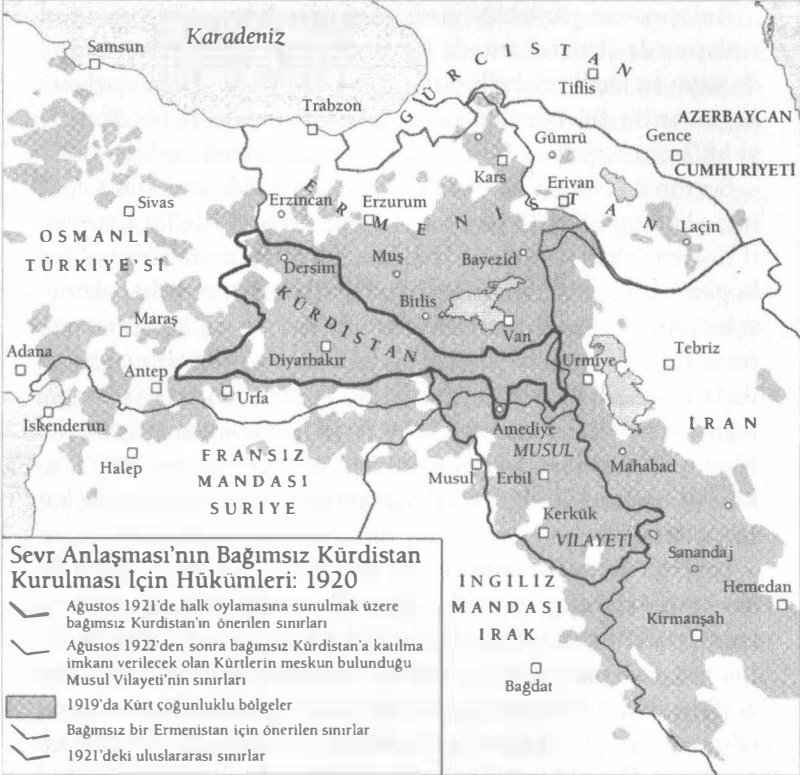 Karadeniz
Samsun
GÜRCİSTAN
Tiflis
Trabzon
AZERBAYCAN
CUMHURİYETİ
Gümrü
Gence
Kars
Erivan
Sivas
Erzincan
Erzurum
ERMENİSTAN
Laçin
OSMANLI
TÜRKİYE'Sİ
Dersim
Muş
Bayezid
KÜRDİSTAN
Bitlis
Van
Maraş
Adana
Diyarbakır
Urmiye
Tebriz
Antep
Urfa
İskenderun
Amediye
İRAN
Halep
FRANSIZ
MANDASI
SURİYE
MUSUL
Musul
Erbil
Mahabad
Kerkük
VİLAYETİ
Sanandaj
Hemedan
İNGİLİZ
MANDASI
IRAK
Kirmanşah
Bağdat
Sevr Anlaşması'nın Bağımsız Kürdistan
Kurulması İçin Hükümleri: 1920
Ağustos 1921'de halk oylamasına sunulmak üzere
bağımsız Kurdistan'ın önerilen sınırları
Ağustos 1922'den sonra bağımsız Kürdistan'a katılma
imkanı verilecek olan Kürtlerin meskun bulunduğu
Musul Vilayeti'nin sınırları
1919'da Kürt çoğunluklu bölgeler
Bağımsız bir Ermenistan için önerilen sınırlar
1921'deki uluslararası sınırlar